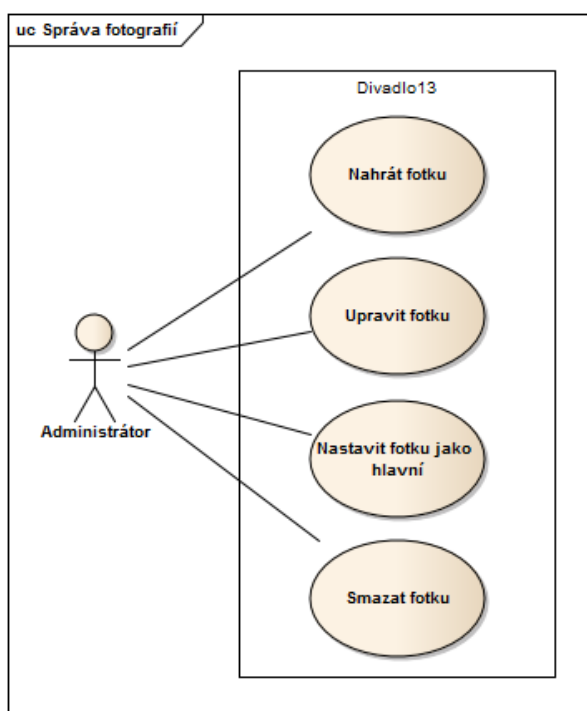 uc Správa fotografií
Divadlo13
Nahrát fotku
Upravit fotku
Administrátor
Nastavit fotku jako
hlavní
Smazat fotku